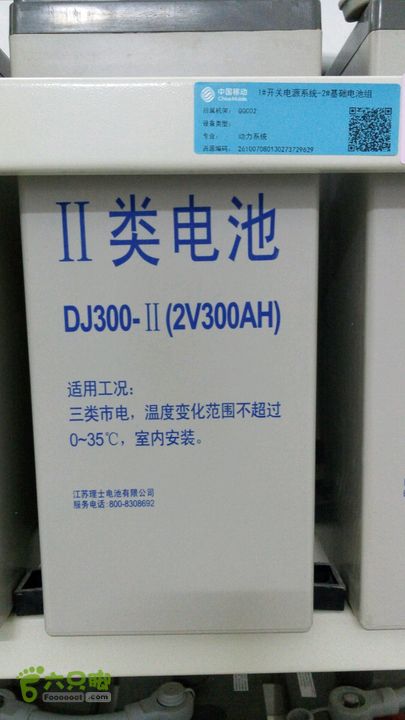 中国移动
China Mobile
1#开关电源系统-2#基础电池组
所属机架: QGC02
设备类型:
专业: 动力系统
资源编码: 261007080130273729629
II类电池
DJ300-II(2V300AH)
适用工况:
三类市电，温度变化范围不超过
0~35℃，室内安装。
江苏理士电池有限公司
服务电话:800-8308692
六只脚
Foooooot.com